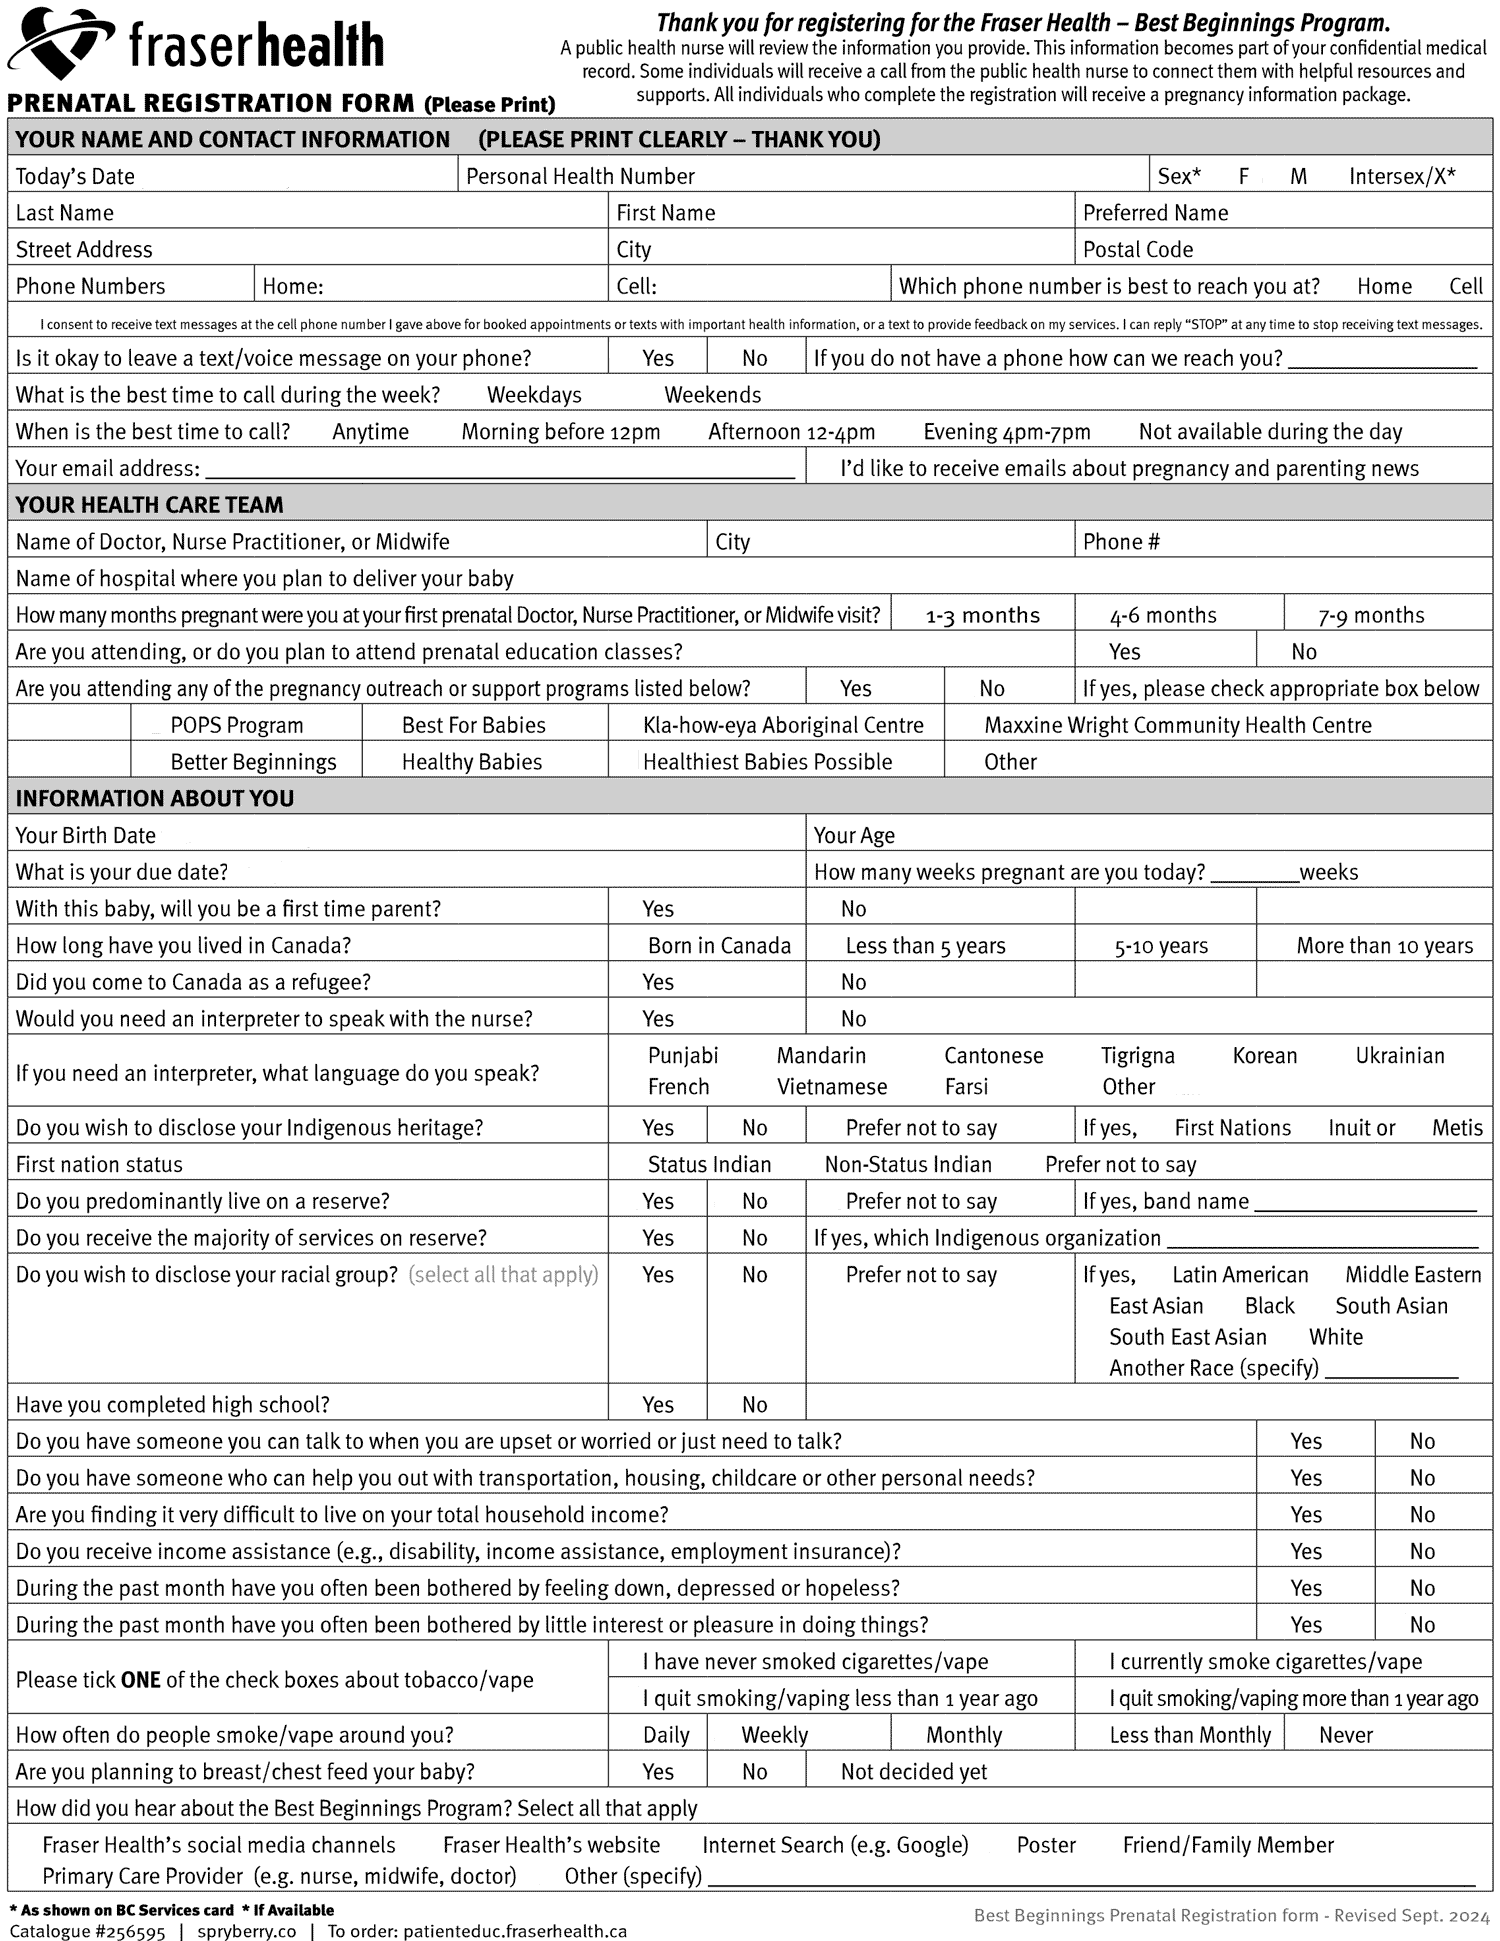 fraserhealth
Thank you for registering for the Fraser Health – Best Beginnings Program.
A public health nurse will review the information you provide. This information becomes part of your confidential medical
record. Some individuals will receive a call from the public health nurse to connect them with helpful resources and
supports. All individuals who complete the registration will receive a pregnancy information package.
PRENATAL REGISTRATION FORM (Please Print)
YOUR NAME AND CONTACT INFORMATION (PLEASE PRINT CLEARLY – THANK YOU)
Today's Date Personal Health Number Sex* F M Intersex/X*
Last Name First Name Preferred Name
Street Address City Postal Code
Phone Numbers Home: Cell: Which phone number is best to reach you at? Home Cell
I consent to receive text messages at the cell phone number I gave above for booked appointments or texts with important health information, or a text to provide feedback on my services. I can reply “STOP” at any time to stop receiving text messages.
Is it okay to leave a text/voice message on your phone? Yes No If you do not have a phone how can we reach you? ____________
What is the best time to call during the week? Weekdays Weekends
When is the best time to call? Anytime Morning before 12pm Afternoon 12-4pm Evening 4pm-7pm Not available during the day
Your email address: ____________ I'd like to receive emails about pregnancy and parenting news
YOUR HEALTH CARE TEAM
Name of Doctor, Nurse Practitioner, or Midwife City Phone #
Name of hospital where you plan to deliver your baby
How many months pregnant were you at your first prenatal Doctor, Nurse Practitioner, or Midwife visit? 1-3 months 4-6 months 7-9 months
Are you attending, or do you plan to attend prenatal education classes? Yes No
Are you attending any of the pregnancy outreach or support programs listed below? Yes No If yes, please check appropriate box below
POPS Program Best For Babies Kla-how-eya Aboriginal Centre Maxxine Wright Community Health Centre
Better Beginnings Healthy Babies Healthiest Babies Possible Other
INFORMATION ABOUT YOU
Your Birth Date Your Age
What is your due date? How many weeks pregnant are you today? ________weeks
With this baby, will you be a first time parent? Yes No
How long have you lived in Canada? Born in Canada Less than 5 years 5-10 years More than 10 years
Did you come to Canada as a refugee? Yes No
Would you need an interpreter to speak with the nurse? Yes No
If you need an interpreter, what language do you speak? Punjabi Mandarin Cantonese Tigrigna Korean Ukrainian
French Vietnamese Farsi Other
Do you wish to disclose your Indigenous heritage? Yes No Prefer not to say If yes, First Nations Inuit or Metis
First nation status Status Indian Non-Status Indian Prefer not to say
Do you predominantly live on a reserve? Yes No Prefer not to say If yes, band name ____________
Do you receive the majority of services on reserve? Yes No If yes, which Indigenous organization ____________
Do you wish to disclose your racial group? (select all that apply) Yes No Prefer not to say If yes, Latin American Middle Eastern
East Asian Black South Asian
South East Asian White
Another Race (specify) ____________
Have you completed high school? Yes No
Do you have someone you can talk to when you are upset or worried or just need to talk? Yes No
Do you have someone who can help you out with transportation, housing, childcare or other personal needs? Yes No
Are you finding it very difficult to live on your total household income? Yes No
Do you receive income assistance (e.g., disability, income assistance, employment insurance)? Yes No
During the past month have you often been bothered by feeling down, depressed or hopeless? Yes No
During the past month have you often been bothered by little interest or pleasure in doing things? Yes No
Please tick ONE of the check boxes about tobacco/vape I have never smoked cigarettes/vape I currently smoke cigarettes/vape
I quit smoking/vaping less than 1 year ago I quit smoking/vaping more than 1 year ago
How often do people smoke/vape around you? Daily Weekly Monthly Less than Monthly Never
Are you planning to breast/chest feed your baby? Yes No Not decided yet
How did you hear about the Best Beginnings Program? Select all that apply
Fraser Health's social media channels Fraser Health's website Internet Search (e.g. Google) Poster Friend/Family Member
Primary Care Provider (e.g. nurse, midwife, doctor) Other (specify) ____________
* As shown on BC Services card * If Available
Catalogue #256595 | spryberry.co | To order: patienteduc.fraserhealth.ca
Best Beginnings Prenatal Registration form - Revised Sept. 2024